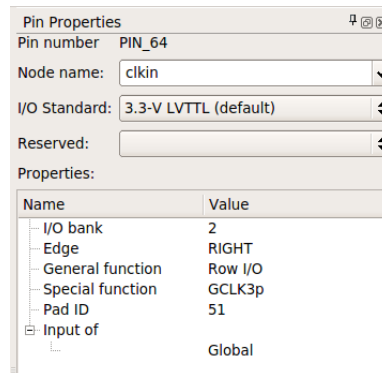 Pin Properties
Pin number PIN_64
Node name: clkin
I/O Standard: 3.3-V LVTTL (default)
Reserved:
Properties:
Name Value
I/O bank 2
Edge RIGHT
General function Row I/O
Special function GCLK3p
Pad ID 51
Input of
Global